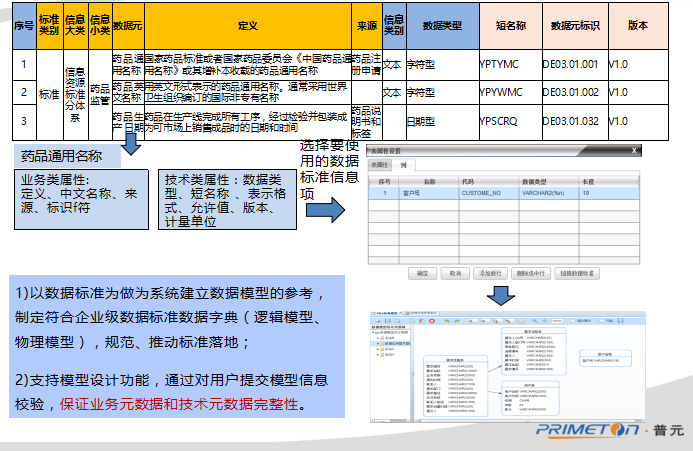 序号 标准类别 信息大类 信息小类 数据元 定义 来源 信息类别 数据类型 短名称 数据元标识 版本
1 标准 信息资源标准分体系 药品监管 药品通用名称 国家药品标准或者国家药品委员会《中国药品通用名称》或其增补本收载的药品通用名称 药品注册申请 文本 字符型 YPTYMC DE03.01.001 V1.0
2 药品英文名称 用英文形式表示的药品通用名称。通常采用世界卫生组织编订的国际非专有名称 文本 字符型 YPYWMC DE03.01.002 V1.0
3 药品生产日期 药品在生产线完成所有工序，经过检验并包装成为可市场上销售成品时的日期和时间 药品说明书和标签 日期型 YPSCRQ DE03.01.032 V1.0
药品通用名称
业务类属性:
定义、中文名称、来
源、标识f符
技术类属性：数据类
型、短名称 、表示格
式、允许值、版本、
计量单位
选择要使
用的数据
标准信息
项
表属性设置 X
表属性 列
序号 名称 代码 数据类型 长度
1 客户号 CUSTOME_NO VARCHAR2(%n) 19
确定 取消 添加新行 删除选中行 链接数据标准
1)以数据标准为做为系统建立数据模型的参考，
制定符合企业级数据标准数据字典（逻辑模型、
物理模型），规范、推动标准落地；
2)支持模型设计功能，通过对用户提交模型信息
校验，保证业务元数据和技术元数据完整性。
PRIMETON·普元